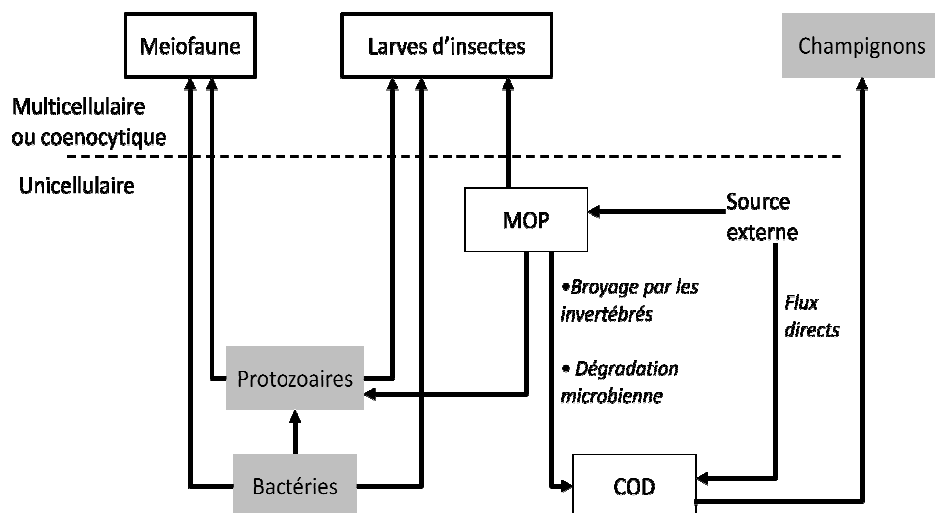 Meiofaune
Larves d'insectes
Champignons
Multicellulaire
ou coenocytique
Unicellulaire
MOP
Source
externe
•Broyage par les
invertébrés
Flux
directs
• Dégradation
microbienne
Protozoaires
Bactéries
COD